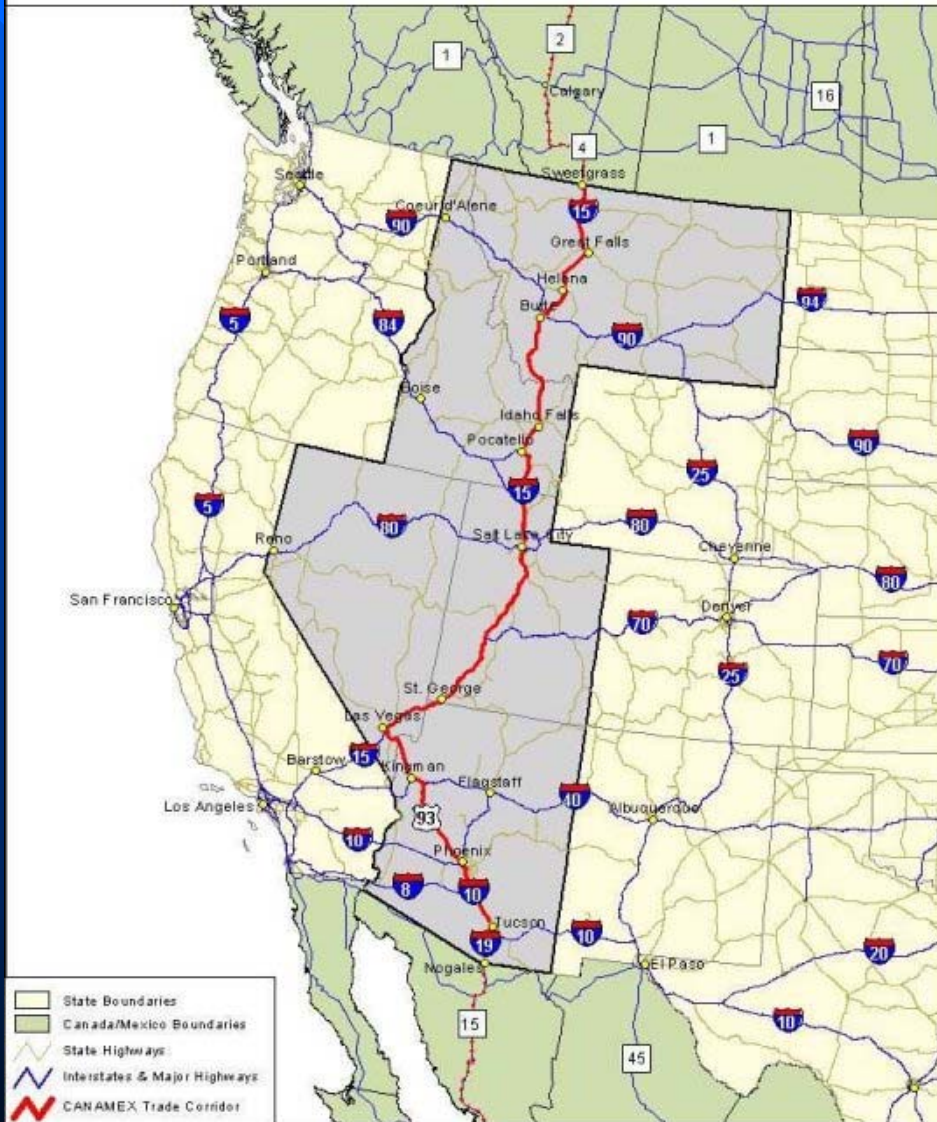 2
1
16
Calgary
1
4
Seattle
Sweetgrass
Coeur d'Alene
15
90
Great Falls
Portland
Helena
94
Butte
5
84
90
Boise
Idaho Falls
Pocatello
90
25
15
5
80
80
Reno
Salt Lake City
Cheyenne
80
San Francisco
Denver
70
70
25
St. George
Las Vegas
15
Barstow
Kingman
Flagstaff
40
Los Angeles
Albuquerque
93
10
Phoenix
8
10
Tucson
19
10
20
Nogales
El Paso
15
10
45
State Boundaries
Canada/Mexico Boundaries
State Highways
Interstates & Major Highways
CANAMEX Trade Corridor